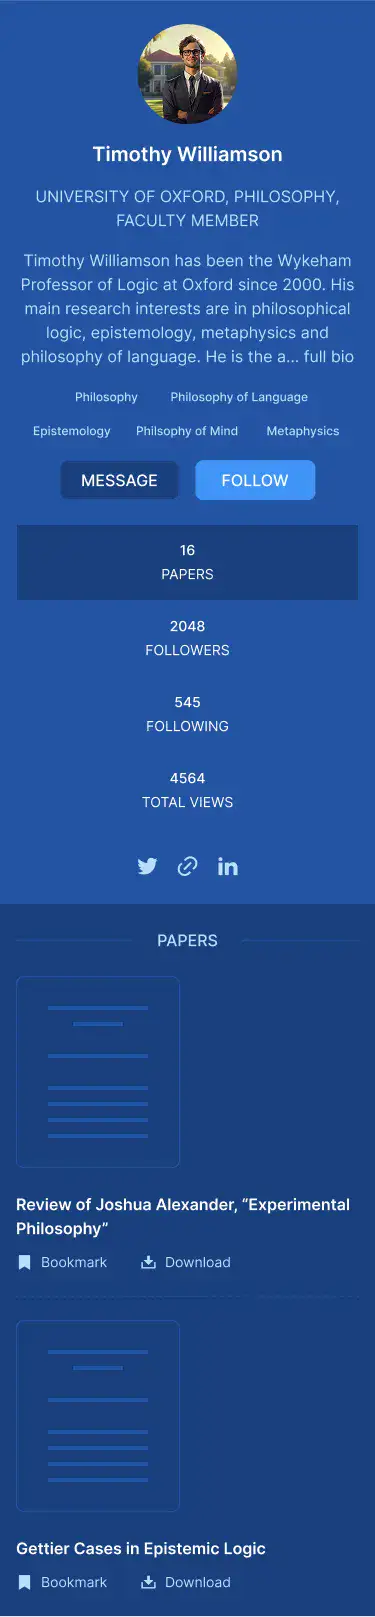 Timothy Williamson
UNIVERSITY OF OXFORD, PHILOSOPHY,
FACULTY MEMBER
Timothy Williamson has been the Wykeham
Professor of Logic at Oxford since 2000. His
main research interests are in philosophical
logic, epistemology, metaphysics and
philosophy of language. He is the a... full bio
Philosophy Philosophy of Language
Epistemology Philsophy of Mind Metaphysics
MESSAGE FOLLOW
16
PAPERS
2048
FOLLOWERS
545
FOLLOWING
4564
TOTAL VIEWS
in
PAPERS
Review of Joshua Alexander, “Experimental
Philosophy”
Bookmark Download
Gettier Cases in Epistemic Logic
Bookmark Download